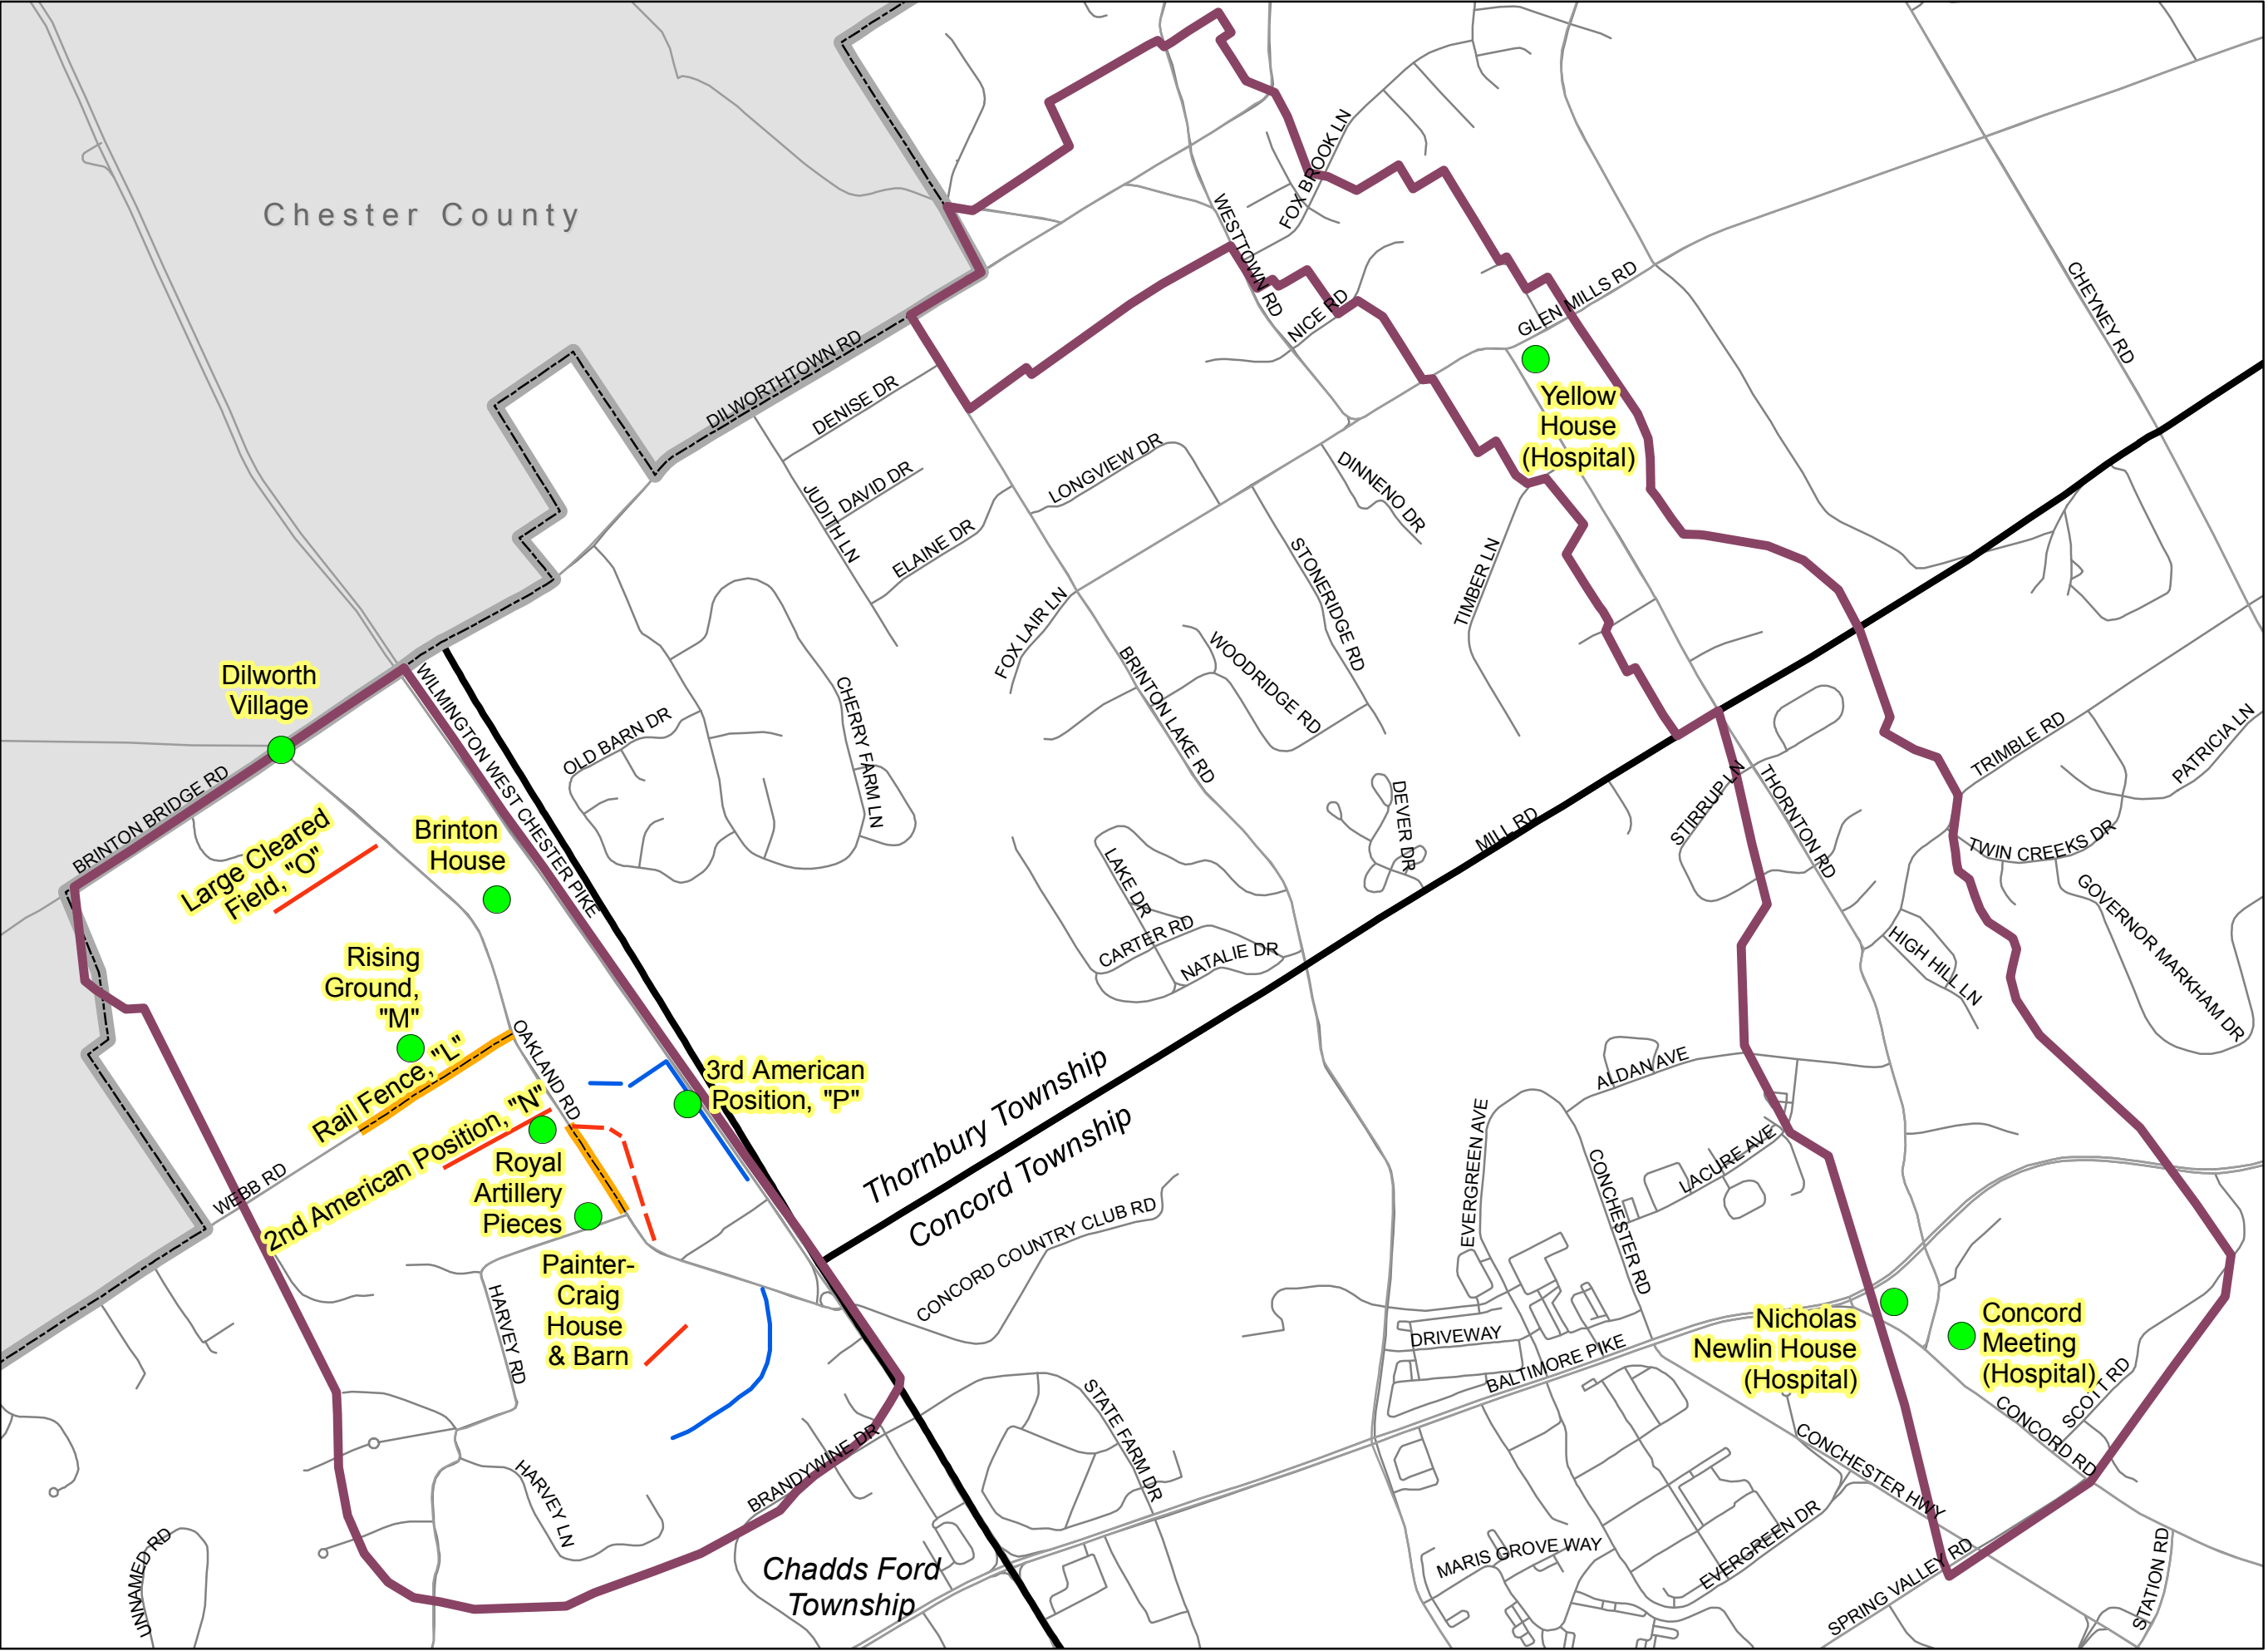 Chester County
FOX BROOK LN
WESTTOWN RD
NICE RD
GLEN MILLS RD
CHEYNEY RD
DILWORTHTOWN RD
DENISE DR
DAVID DR
JUDITH LN
ELAINE DR
LONGVIEW DR
DINNENO DR
Yellow
House
(Hospital)
STONERIDGE RD
TIMBER LN
FOX LAIR LN
WOODRIDGE RD
BRINTON LAKE RD
Dilworth
Village
WILMINGTON WEST CHESTER PIKE
OLD BARN DR
CHERRY FARM LN
BRINTON BRIDGE RD
Large Cleared
Field, "O"
Brinton
House
DEVER DR
MILL RD
STIRRUP LN
THORNTON RD
TRIMBLE RD
PATRICIA LN
TWIN CREEKS DR
GOVERNOR MARKHAM DR
HIGH HILL LN
LAKE DR
CARTER RD
NATALIE DR
Rising
Ground,
"M"
Rail Fence, "L"
OAKLAND RD
3rd American
Position, "P"
2nd American Position, "N"
WEBB RD
Royal
Artillery
Pieces
Painter-
Craig
House
& Barn
Thornbury Township
Concord Township
CONCORD COUNTRY CLUB RD
ALDAN AVE
EVERGREEN AVE
CONCHESTER RD
LACURE AVE
HARVEY RD
DRIVEWAY
BALTIMORE PIKE
Nicholas
Newlin House
(Hospital)
Concord
Meeting
(Hospital)
SCOTT RD
CONCORD RD
CONCHESTER HWY
STATE FARM DR
BRANDYWINE DR
HARVEY LN
UNNAMED RD
Chadds Ford
Township
MARIS GROVE WAY
EVERGREEN DR
SPRING VALLEY RD
STATION RD